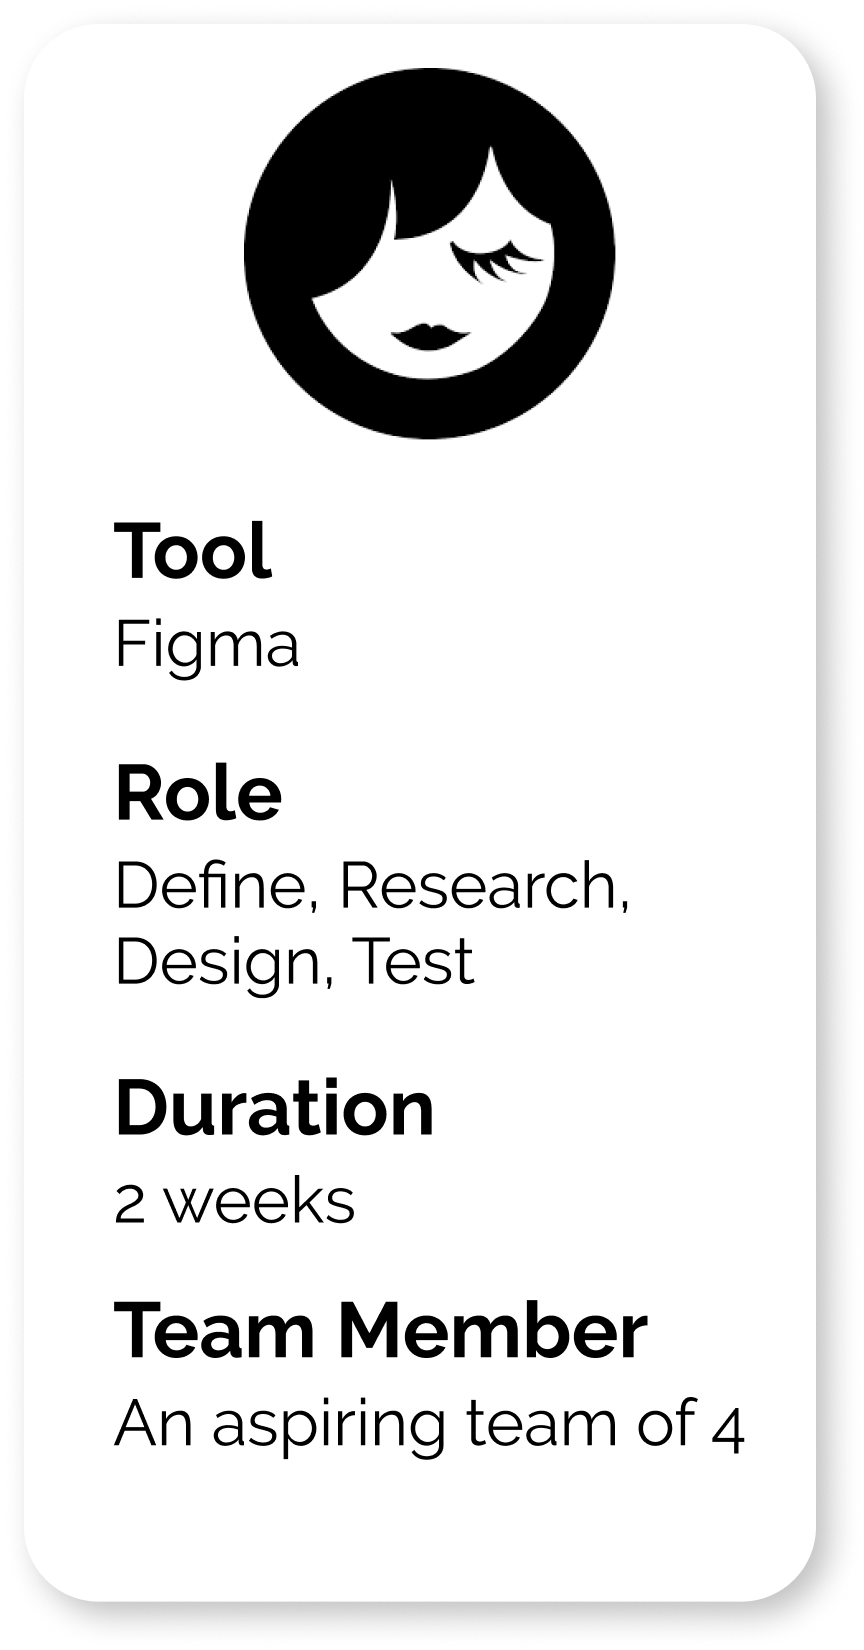 Tool
Figma
Role
Define, Research,
Design, Test
Duration
2 weeks
Team Member
An aspiring team of 4